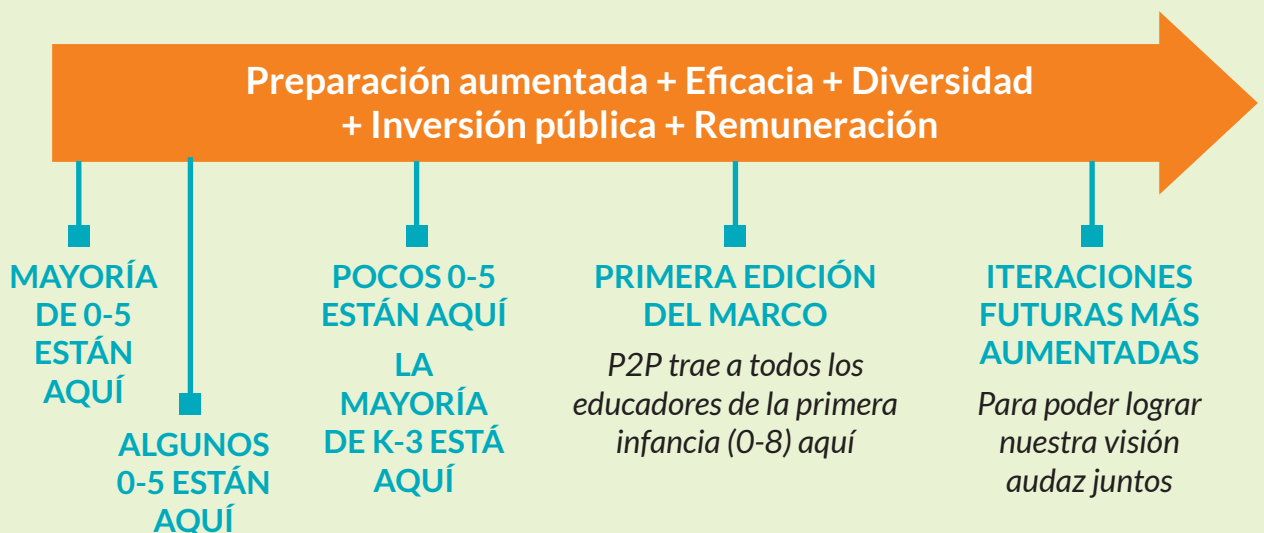 Preparación aumentada + Eficacia + Diversidad
+ Inversión pública + Remuneración
MAYORÍA
DE 0-5
ESTÁN
AQUÍ
ALGUNOS
0-5 ESTÁN
AQUÍ
POCOS 0-5
ESTÁN AQUÍ
LA
MAYORÍA
DE K-3 ESTÁ
AQUÍ
PRIMERA EDICIÓN
DEL MARCO
P2P trae a todos los
educadores de la primera
infancia (0-8) aquí
ITERACIONES
FUTURAS MÁS
AUMENTADAS
Para poder lograr
nuestra visión
audaz juntos